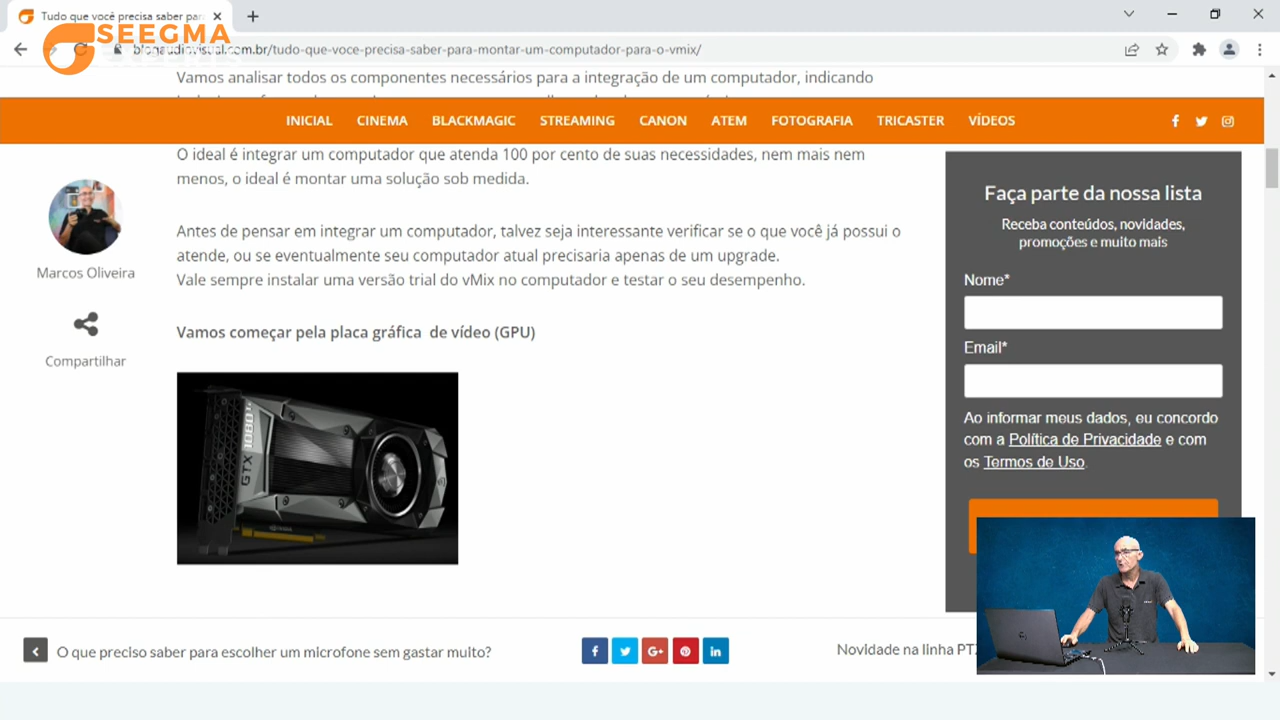 Tudo que você precisa saber par
SEEGMA
EXPERTS
blogaudiovisual.com.br/tudo-que-voce-precisa-saber-para-montar-um-computador-para-o-vmix/
Vamos analisar todos os componentes necessários para a integração de um computador, indicando
INICIAL CINEMA BLACKMAGIC STREAMING CANON ATEM FOTOGRAFIA TRICASTER VÍDEOS
O ideal é integrar um computador que atenda 100 por cento de suas necessidades, nem mais nem
menos, o ideal é montar uma solução sob medida.
Antes de pensar em integrar um computador, talvez seja interessante verificar se o que você já possui o
atende, ou se eventualmente seu computador atual precisaria apenas de um upgrade.
Vale sempre instalar uma versão trial do vMix no computador e testar o seu desempenho.
Vamos começar pela placa gráfica de vídeo (GPU)
GTX 1080 Ti
Marcos Oliveira
Compartilhar
Faça parte da nossa lista
Receba conteúdos, novidades,
promoções e muito mais
Nome*
Email*
Ao informar meus dados, eu concordo
com a Política de Privacidade e com
os Termos de Uso.
O que preciso saber para escolher um microfone sem gastar muito?
G+
Novidade na linha PTZ